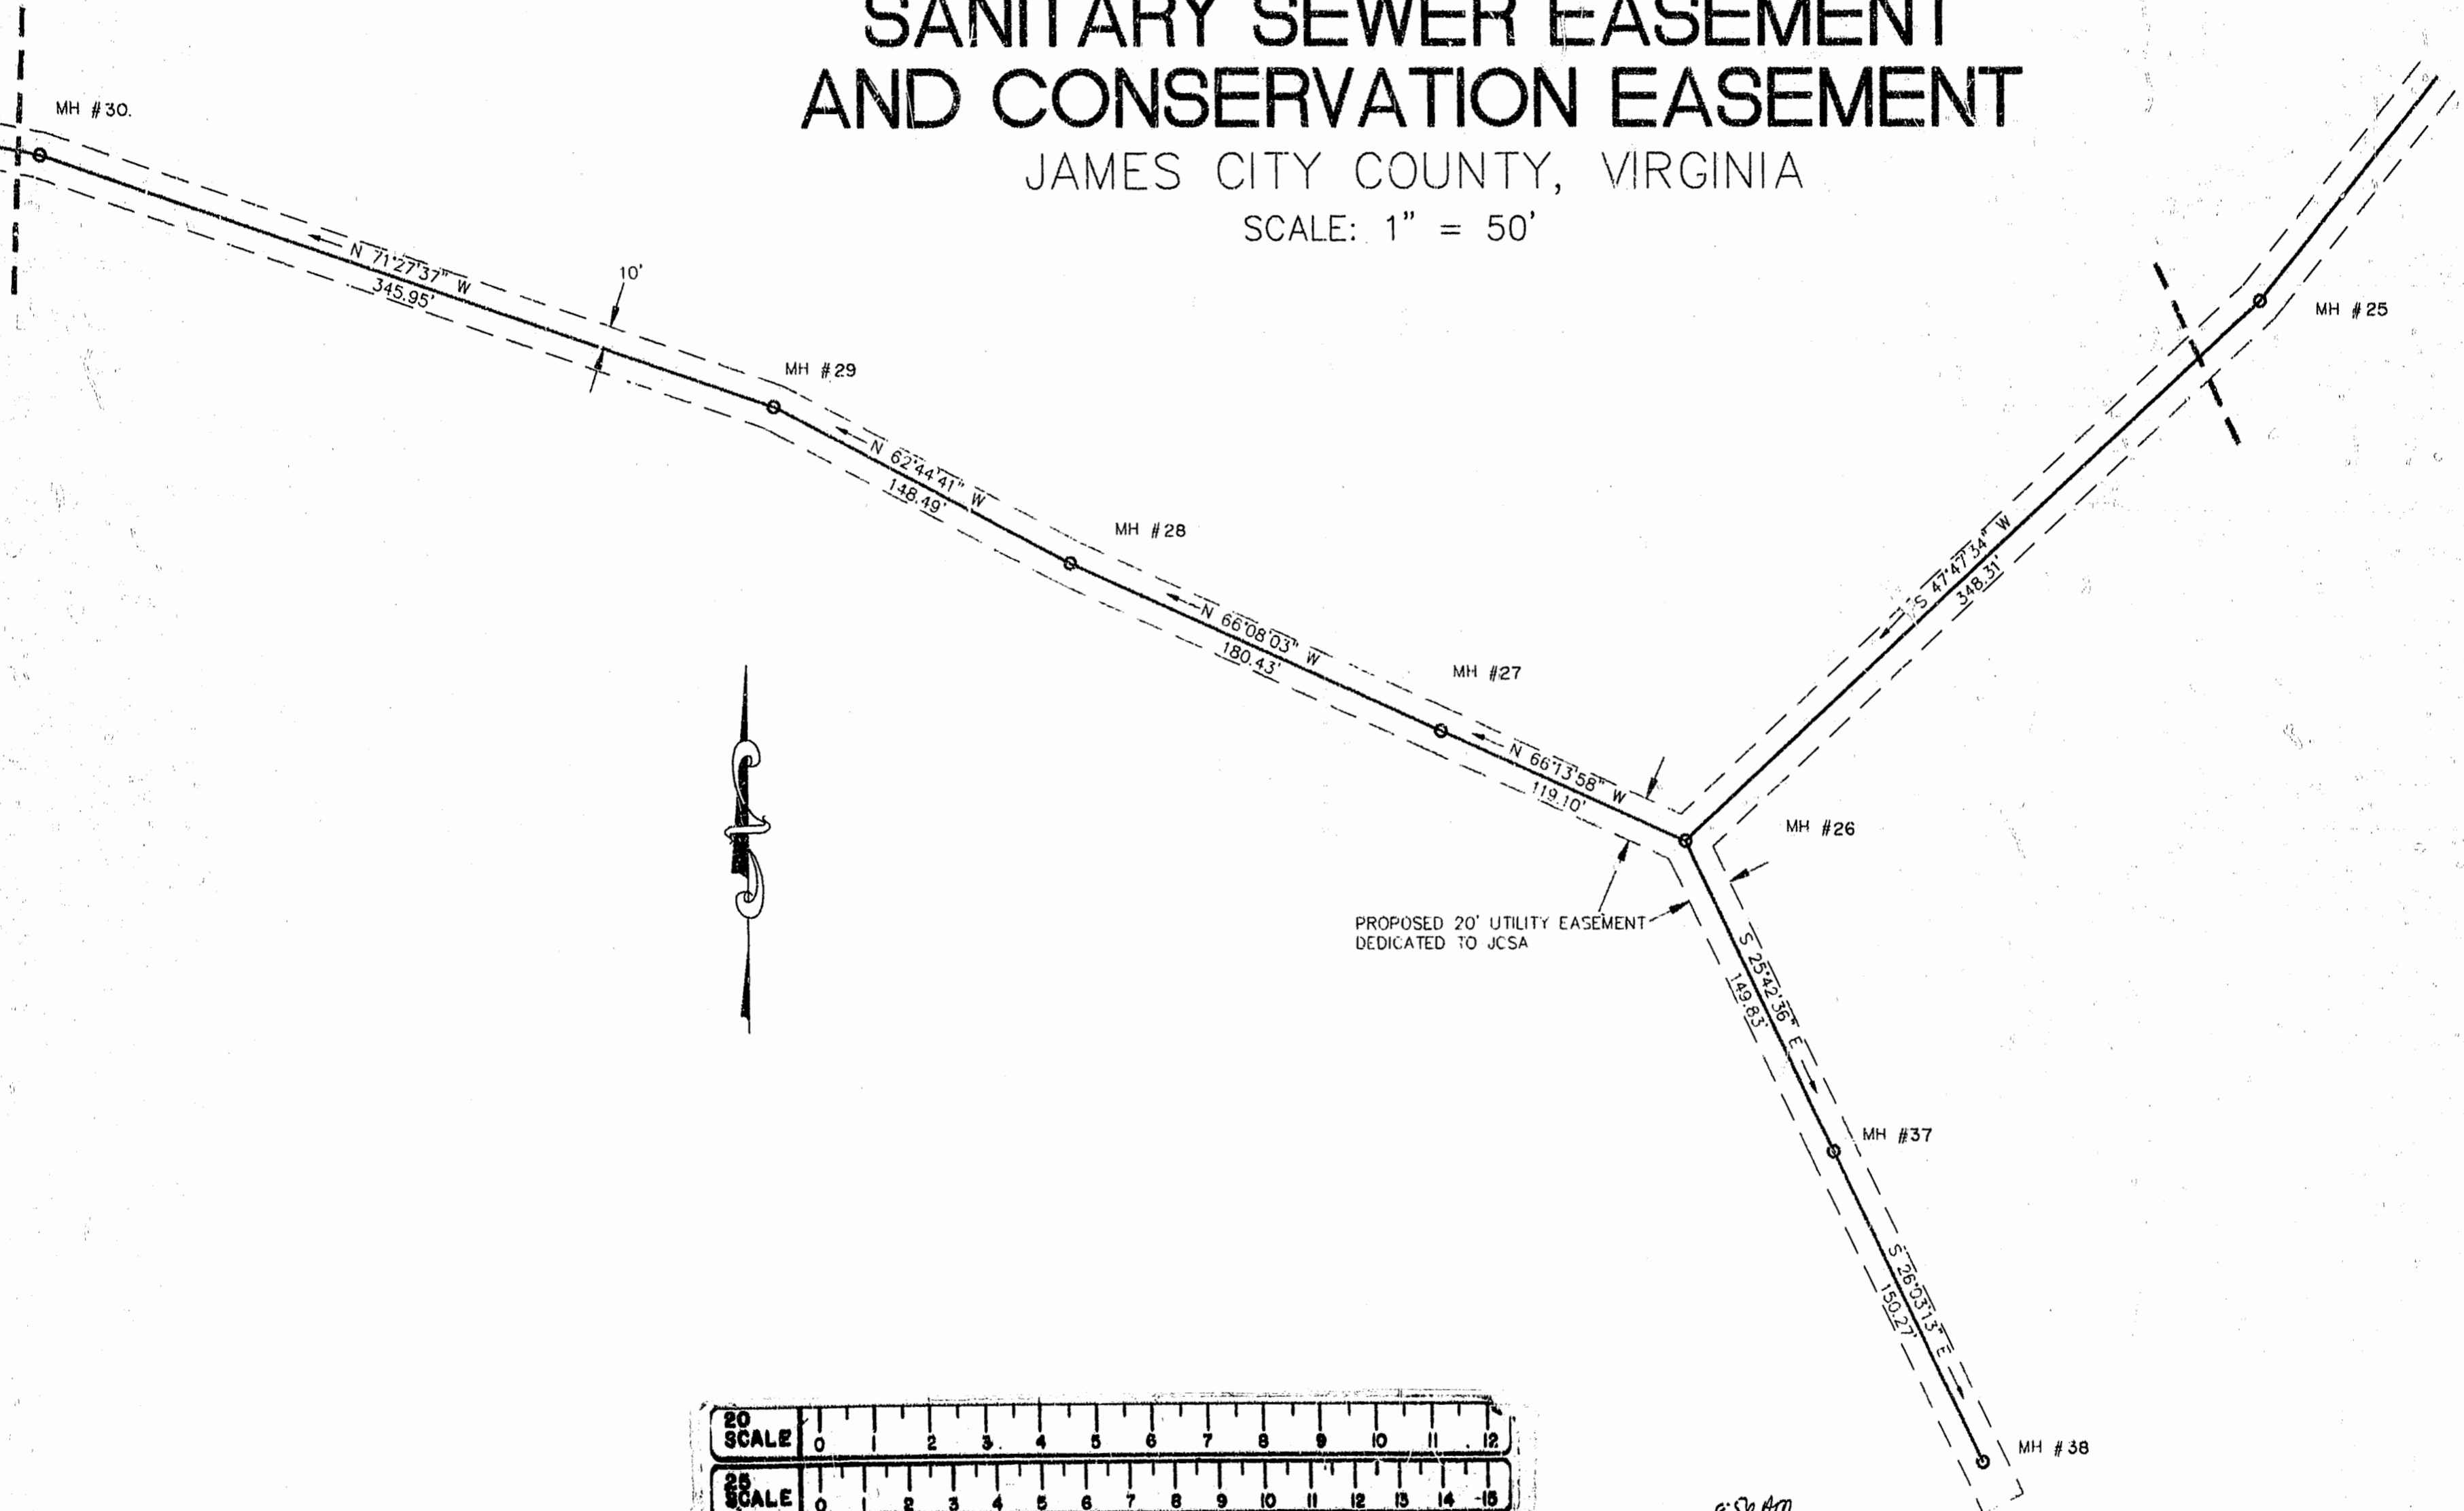 SANITARY SEWER EASEMENT
AND CONSERVATION EASEMENT
JAMES CITY COUNTY, VIRGINIA
SCALE: 1" = 50'
MH #30.
N 71°27'37" W
345.95'
10'
MH #29
N 62°44'41" W
148.49'
MH #28
N 66°08'03" W
180.43'
MH #27
N 66°13'58" W
119.10'
MH #25
S 47°47'34" W
348.31'
MH #26
PROPOSED 20' UTILITY EASEMENT
DEDICATED TO JCSA
S 25°42'36" E
149.83'
MH #37
S 26°03'13" E
150.27'
MH #38
20
SCALE 0 1 2 3 4 5 6 7 8 9 10 11 12
25
SCALE 0 1 2 3 4 5 6 7 8 9 10 11 12 13 14 15